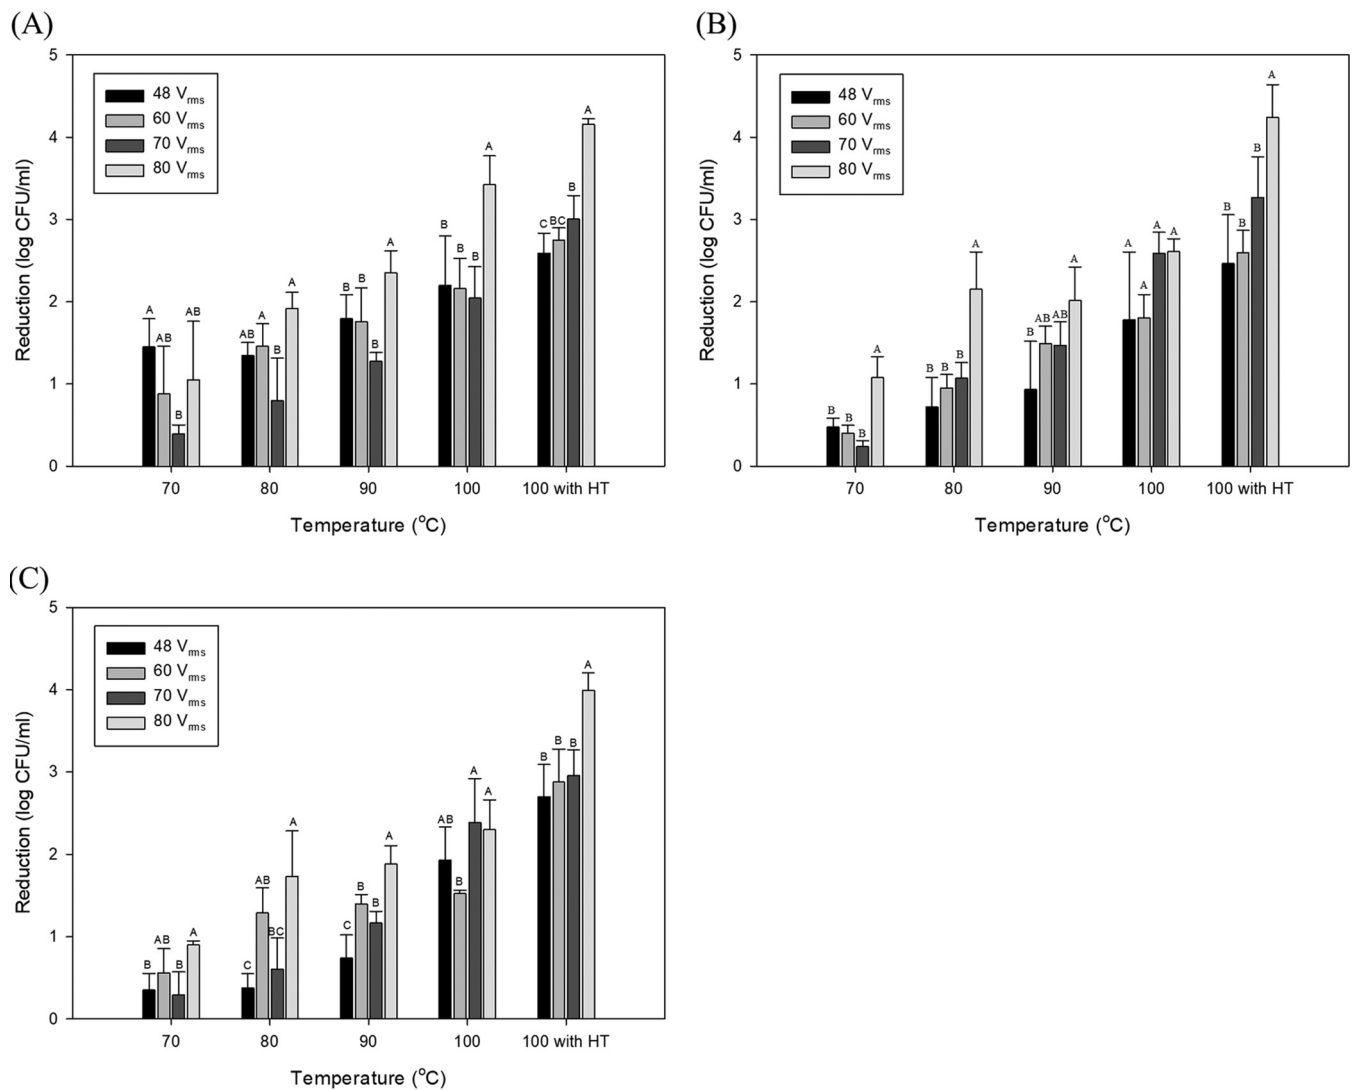 (A)
5
4
3
2
1
0
Reduction (log CFU/ml)
48 Vrms
60 Vrms
70 Vrms
80 Vrms
A AB B AB
AB A B A
B B B A
B B B A
C BC B A
70 80 90 100 100 with HT
Temperature (°C)
(B)
5
4
3
2
1
0
Reduction (log CFU/ml)
48 Vrms
60 Vrms
70 Vrms
80 Vrms
B B B A
B B B A
B AB AB A
A A A A
B B B A
70 80 90 100 100 with HT
Temperature (°C)
(C)
5
4
3
2
1
0
Reduction (log CFU/ml)
48 Vrms
60 Vrms
70 Vrms
80 Vrms
B AB B A
C AB BC A
C B B A
AB B A A
B B B A
70 80 90 100 100 with HT
Temperature (°C)